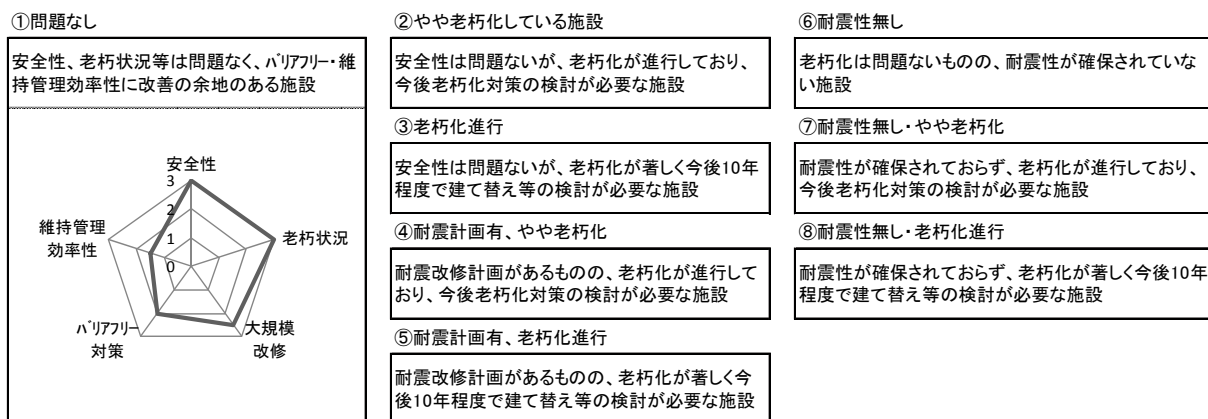 ①問題なし
安全性、老朽状況等は問題なく、バリアフリー・維
持管理効率性に改善の余地のある施設
安全性
3
2
1
0
老朽状況
大規模
改修
バリアフリー
対策
維持管理
効率性
②やや老朽化している施設
安全性は問題ないが、老朽化が進行しており、
今後老朽化対策の検討が必要な施設
③老朽化進行
安全性は問題ないが、老朽化が著しく今後10年
程度で建て替え等の検討が必要な施設
④耐震計画有、やや老朽化
耐震改修計画があるものの、老朽化が進行して
おり、今後老朽化対策の検討が必要な施設
⑤耐震計画有、老朽化進行
耐震改修計画があるものの、老朽化が著しく今
後10年程度で建て替え等の検討が必要な施設
⑥耐震性無し
老朽化は問題ないものの、耐震性が確保されていな
い施設
⑦耐震性無し・やや老朽化
耐震性が確保されておらず、老朽化が進行しており、
今後老朽化対策の検討が必要な施設
⑧耐震性無し・老朽化進行
耐震性が確保されておらず、老朽化が著しく今後10年
程度で建て替え等の検討が必要な施設